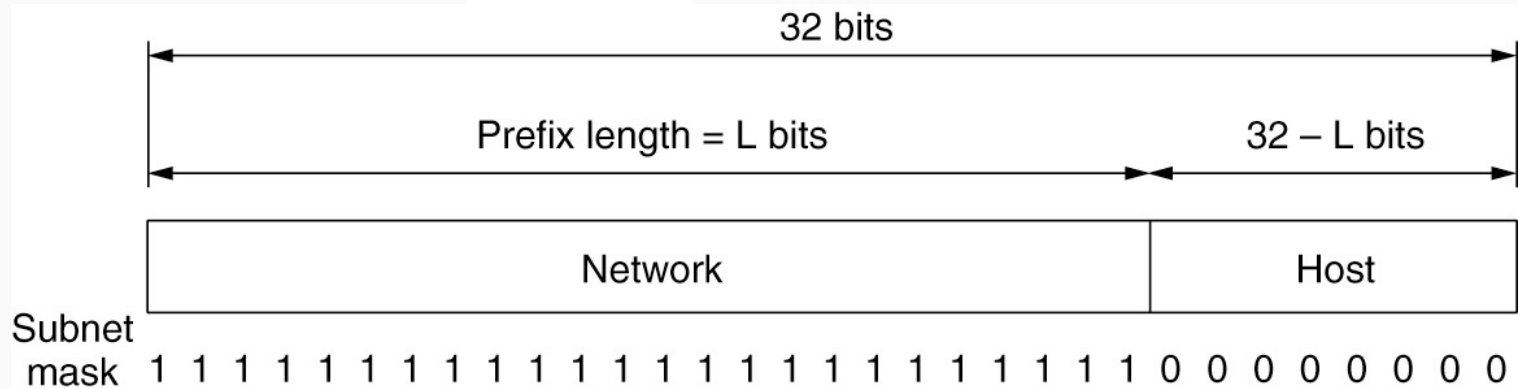 32 bits
Prefix length = L bits
32 – L bits
Network
Host
Subnet
mask 1 1 1 1 1 1 1 1 1 1 1 1 1 1 1 1 1 1 1 1 1 1 1 1 0 0 0 0 0 0 0 0